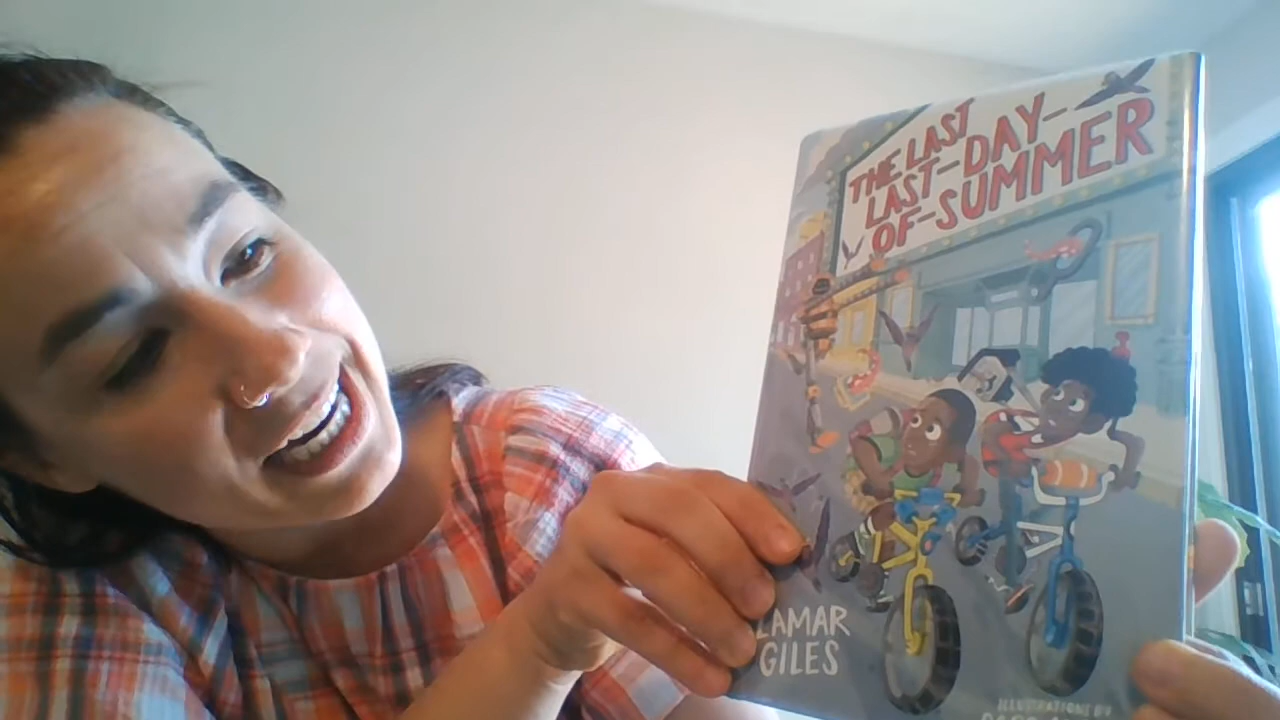 THE LAST
LAST-DAY-
OF-SUMMER
LAMAR
GILES
ILLUSTRATIONS BY